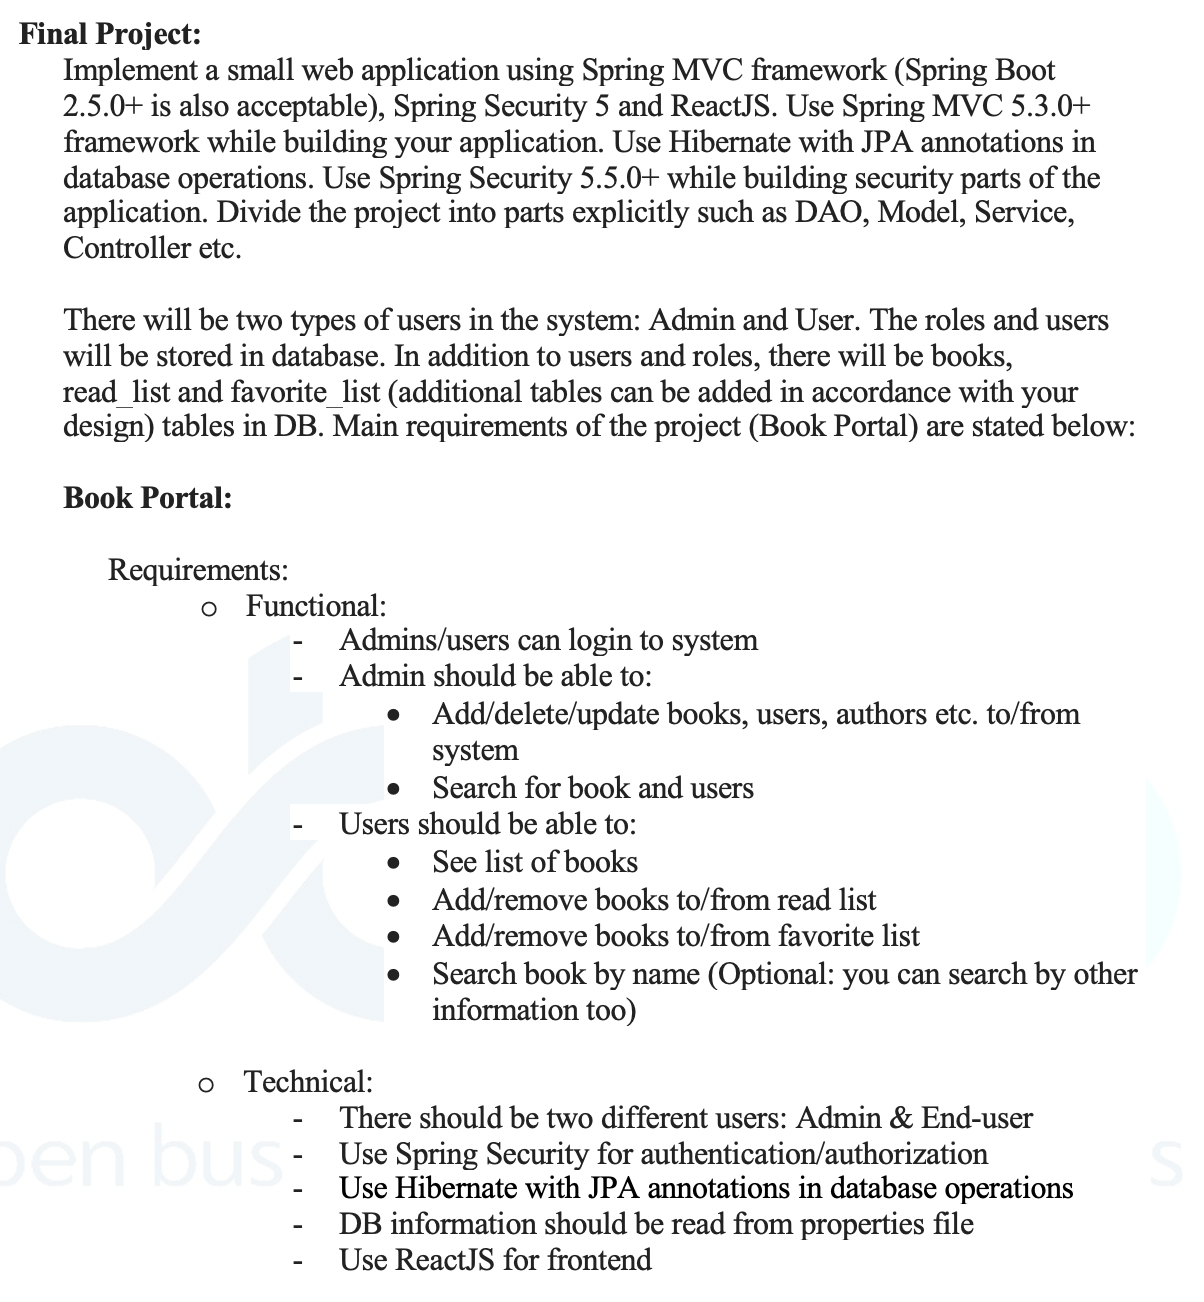 Final Project:
Implement a small web application using Spring MVC framework (Spring Boot
2.5.0+ is also acceptable), Spring Security 5 and ReactJS. Use Spring MVC 5.3.0+
framework while building your application. Use Hibernate with JPA annotations in
database operations. Use Spring Security 5.5.0+ while building security parts of the
application. Divide the project into parts explicitly such as DAO, Model, Service,
Controller etc.
There will be two types of users in the system: Admin and User. The roles and users
will be stored in database. In addition to users and roles, there will be books,
read_list and favorite_list (additional tables can be added in accordance with your
design) tables in DB. Main requirements of the project (Book Portal) are stated below:
Book Portal:
Requirements:
o Functional:
- Admins/users can login to system
- Admin should be able to:
• Add/delete/update books, users, authors etc. to/from
system
• Search for book and users
- Users should be able to:
• See list of books
• Add/remove books to/from read list
• Add/remove books to/from favorite list
• Search book by name (Optional: you can search by other
information too)
o Technical:
- There should be two different users: Admin & End-user
- Use Spring Security for authentication/authorization
- Use Hibernate with JPA annotations in database operations
- DB information should be read from properties file
- Use ReactJS for frontend
pen bus
s